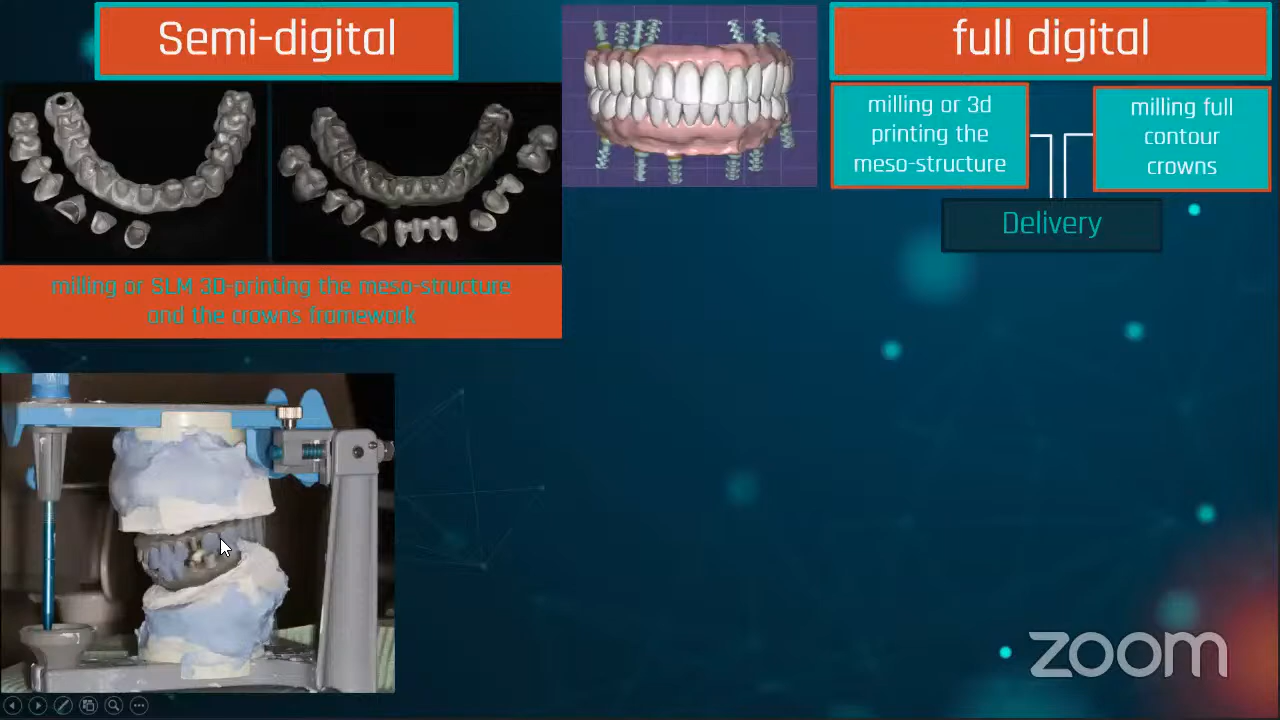 Semi-digital
full digital
milling or 3d
printing the
meso-structure
milling full
contour
crowns
Delivery
milling or SLM 3D-printing the meso-structure
and the crowns framework
zoom